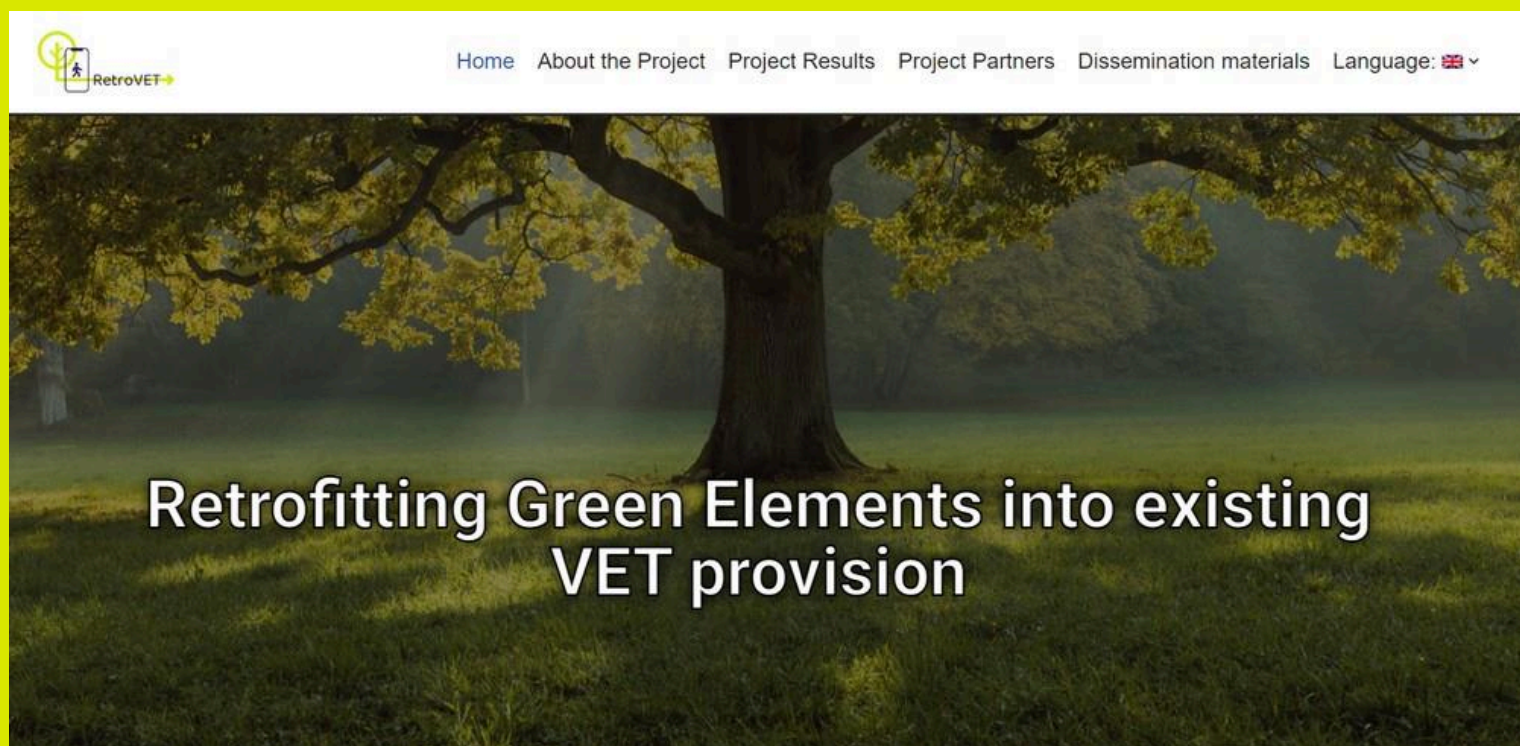 RetroVET
Home About the Project Project Results Project Partners Dissemination materials Language:
Retrofitting Green Elements into existing
VET provision